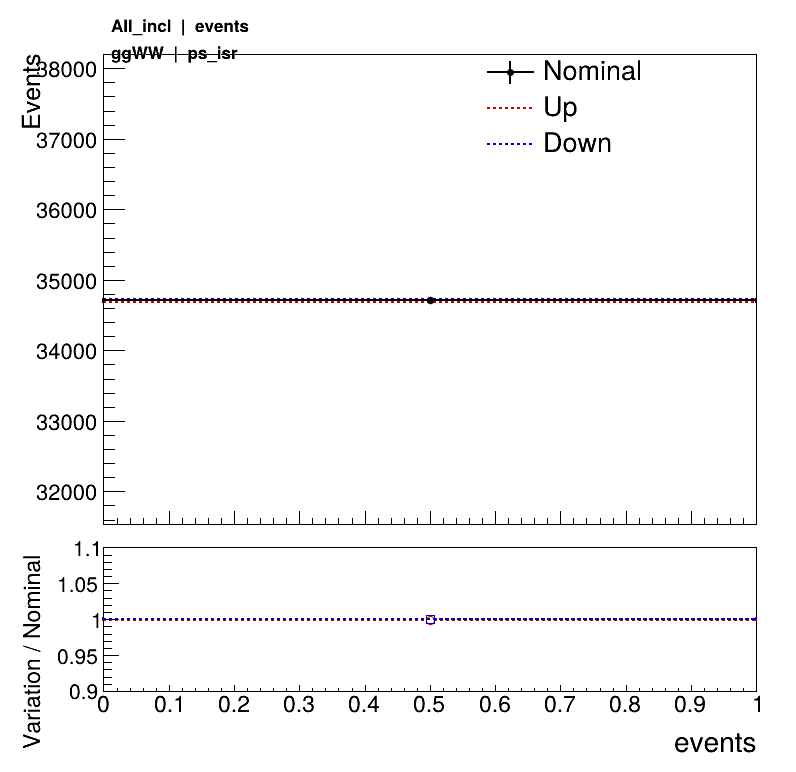 All_incl | events
ggWW | ps_isr
Events
38000
37000
36000
35000
34000
33000
32000
Nominal
Up
Down
Variation / Nominal
1.1
1.05
1
0.95
0.9
0 0.1 0.2 0.3 0.4 0.5 0.6 0.7 0.8 0.9 1
events